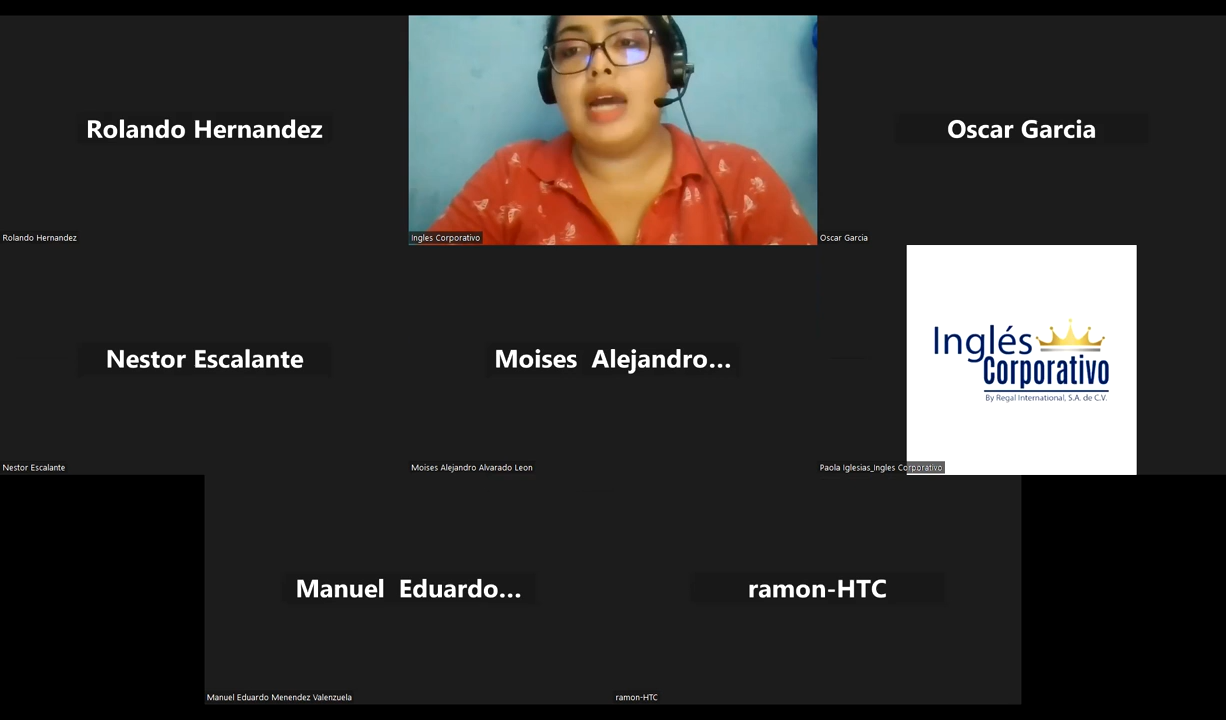 Rolando Hernandez
Rolando Hernandez
Ingles Corporativo
Oscar Garcia
Oscar Garcia
Nestor Escalante
Nestor Escalante
Moises Alejandro...
Moises Alejandro Alvarado Leon
Inglés
Corporativo
By Regal International, S.A. de C.V.
Paola Iglesias_Ingles Corporativo
Manuel Eduardo...
Manuel Eduardo Menendez Valenzuela
ramon-HTC
ramon-HTC